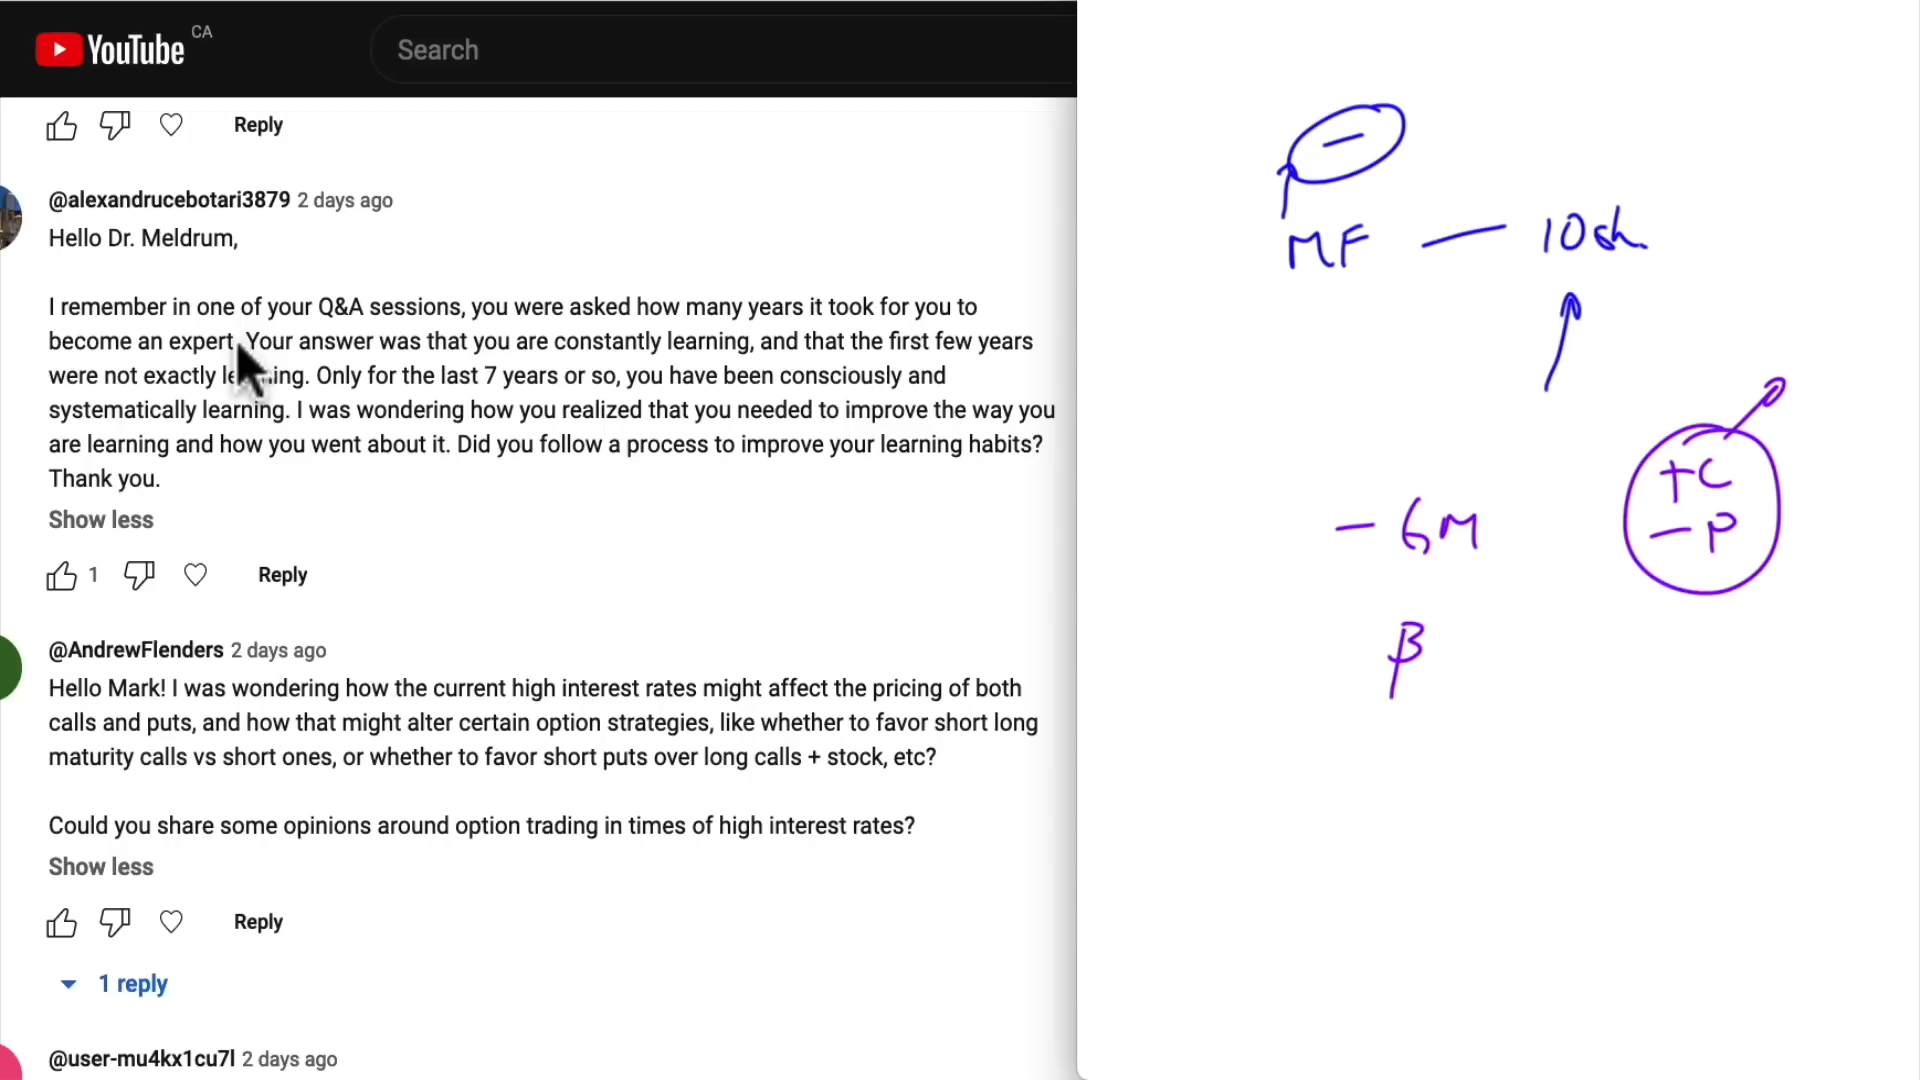 YouTube CA
Search
Reply
@alexandrucebotari3879 2 days ago
Hello Dr. Meldrum,
I remember in one of your Q&A sessions, you were asked how many years it took for you to
become an expert. Your answer was that you are constantly learning, and that the first few years
were not exactly learning. Only for the last 7 years or so, you have been consciously and
systematically learning. I was wondering how you realized that you needed to improve the way you
are learning and how you went about it. Did you follow a process to improve your learning habits?
Thank you.
Show less
1 Reply
@AndrewFlenders 2 days ago
Hello Mark! I was wondering how the current high interest rates might affect the pricing of both
calls and puts, and how that might alter certain option strategies, like whether to favor short long
maturity calls vs short ones, or whether to favor short puts over long calls + stock, etc?
Could you share some opinions around option trading in times of high interest rates?
Show less
Reply
1 reply
@user-mu4kx1cu7l 2 days ago
−
MF — 10sh.
+C
−P
− 6M
β